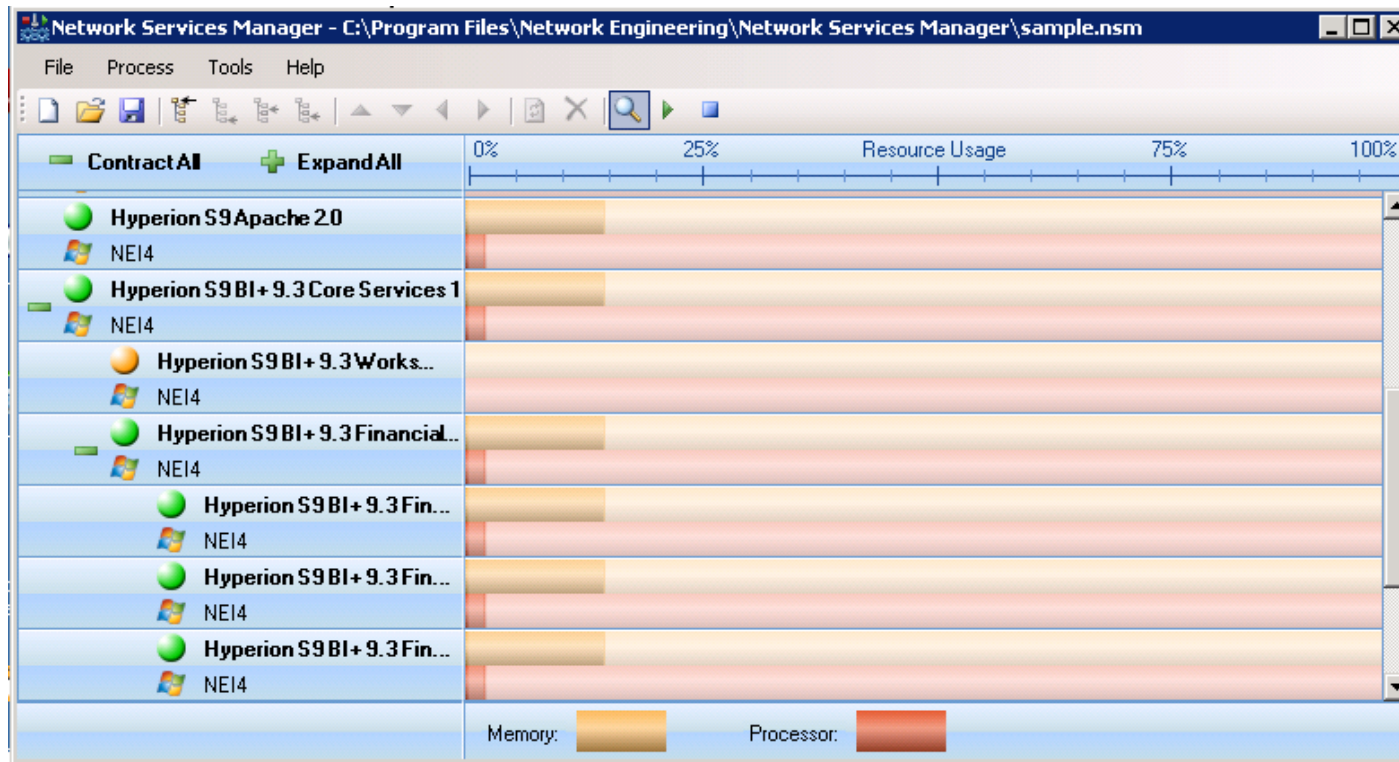 Network Services Manager - C:\Program Files\Network Engineering\Network Services Manager\sample.nsm
File Process Tools Help
Contract All Expand All 0% 25% Resource Usage 75% 100%
Hyperion S9 Apache 2.0
NEI4
Hyperion S9 BI+ 9.3 Core Services 1
NEI4
Hyperion S9 BI+ 9.3 Works...
NEI4
Hyperion S9 BI+ 9.3 Financial...
NEI4
Hyperion S9 BI+ 9.3 Fin...
NEI4
Hyperion S9 BI+ 9.3 Fin...
NEI4
Hyperion S9 BI+ 9.3 Fin...
NEI4
Memory: Processor: